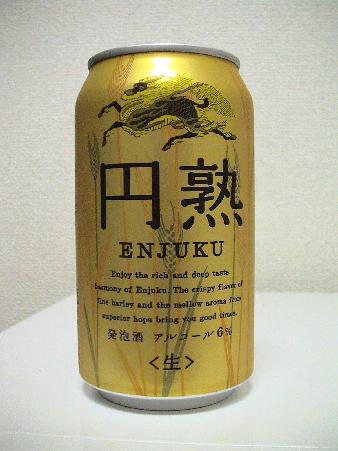 円熟
ENJUKU
Enjoy the rich and deep taste
harmony of Enjuku. The crispy flavor of
fine barley and the mellow aroma from
superior hops bring you good times.
発泡酒 アルコール6%
<生>